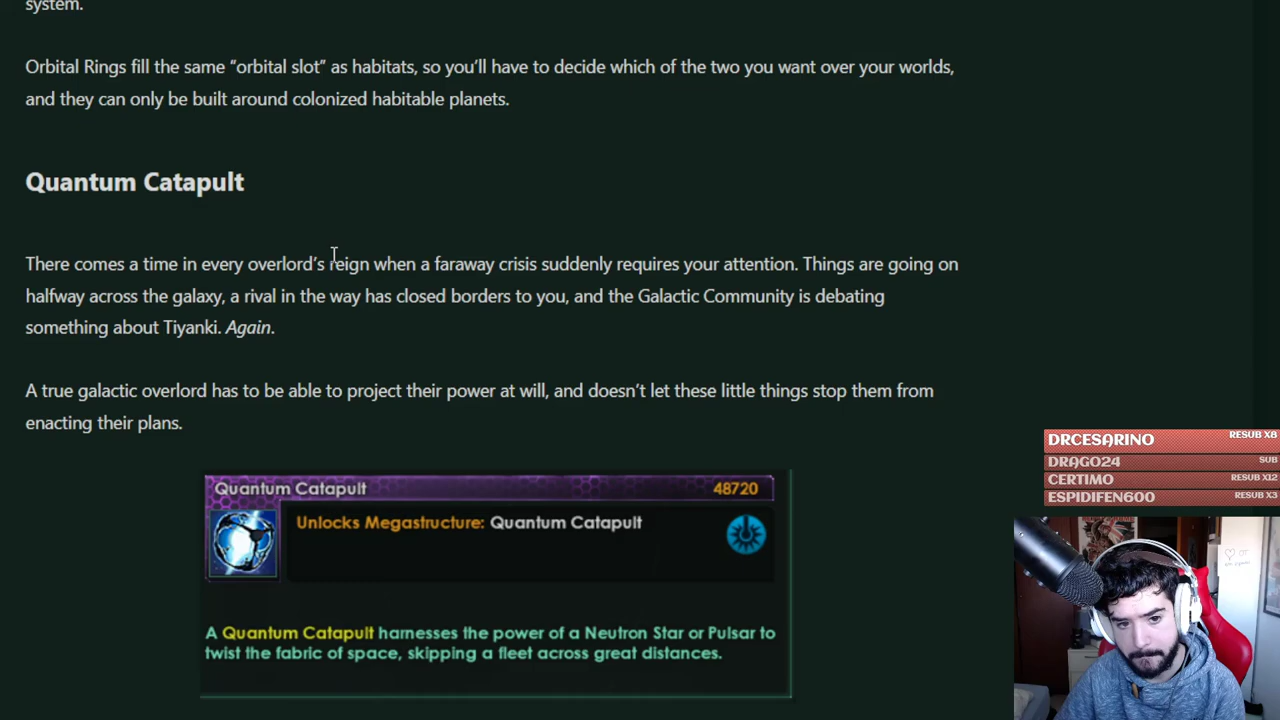 system.
Orbital Rings fill the same “orbital slot” as habitats, so you’ll have to decide which of the two you want over your worlds,
and they can only be built around colonized habitable planets.
Quantum Catapult
There comes a time in every overlord’s reign when a faraway crisis suddenly requires your attention. Things are going on
halfway across the galaxy, a rival in the way has closed borders to you, and the Galactic Community is debating
something about Tiyanki. Again.
A true galactic overlord has to be able to project their power at will, and doesn’t let these little things stop them from
enacting their plans.
Quantum Catapult 48720
Unlocks Megastructure: Quantum Catapult
A Quantum Catapult harnesses the power of a Neutron Star or Pulsar to
twist the fabric of space, skipping a fleet across great distances.
DRCESARINO RESUB X8
DRAGO24 SUB
CERTIMO RESUB X12
ESPIDIFEN600 RESUB X3